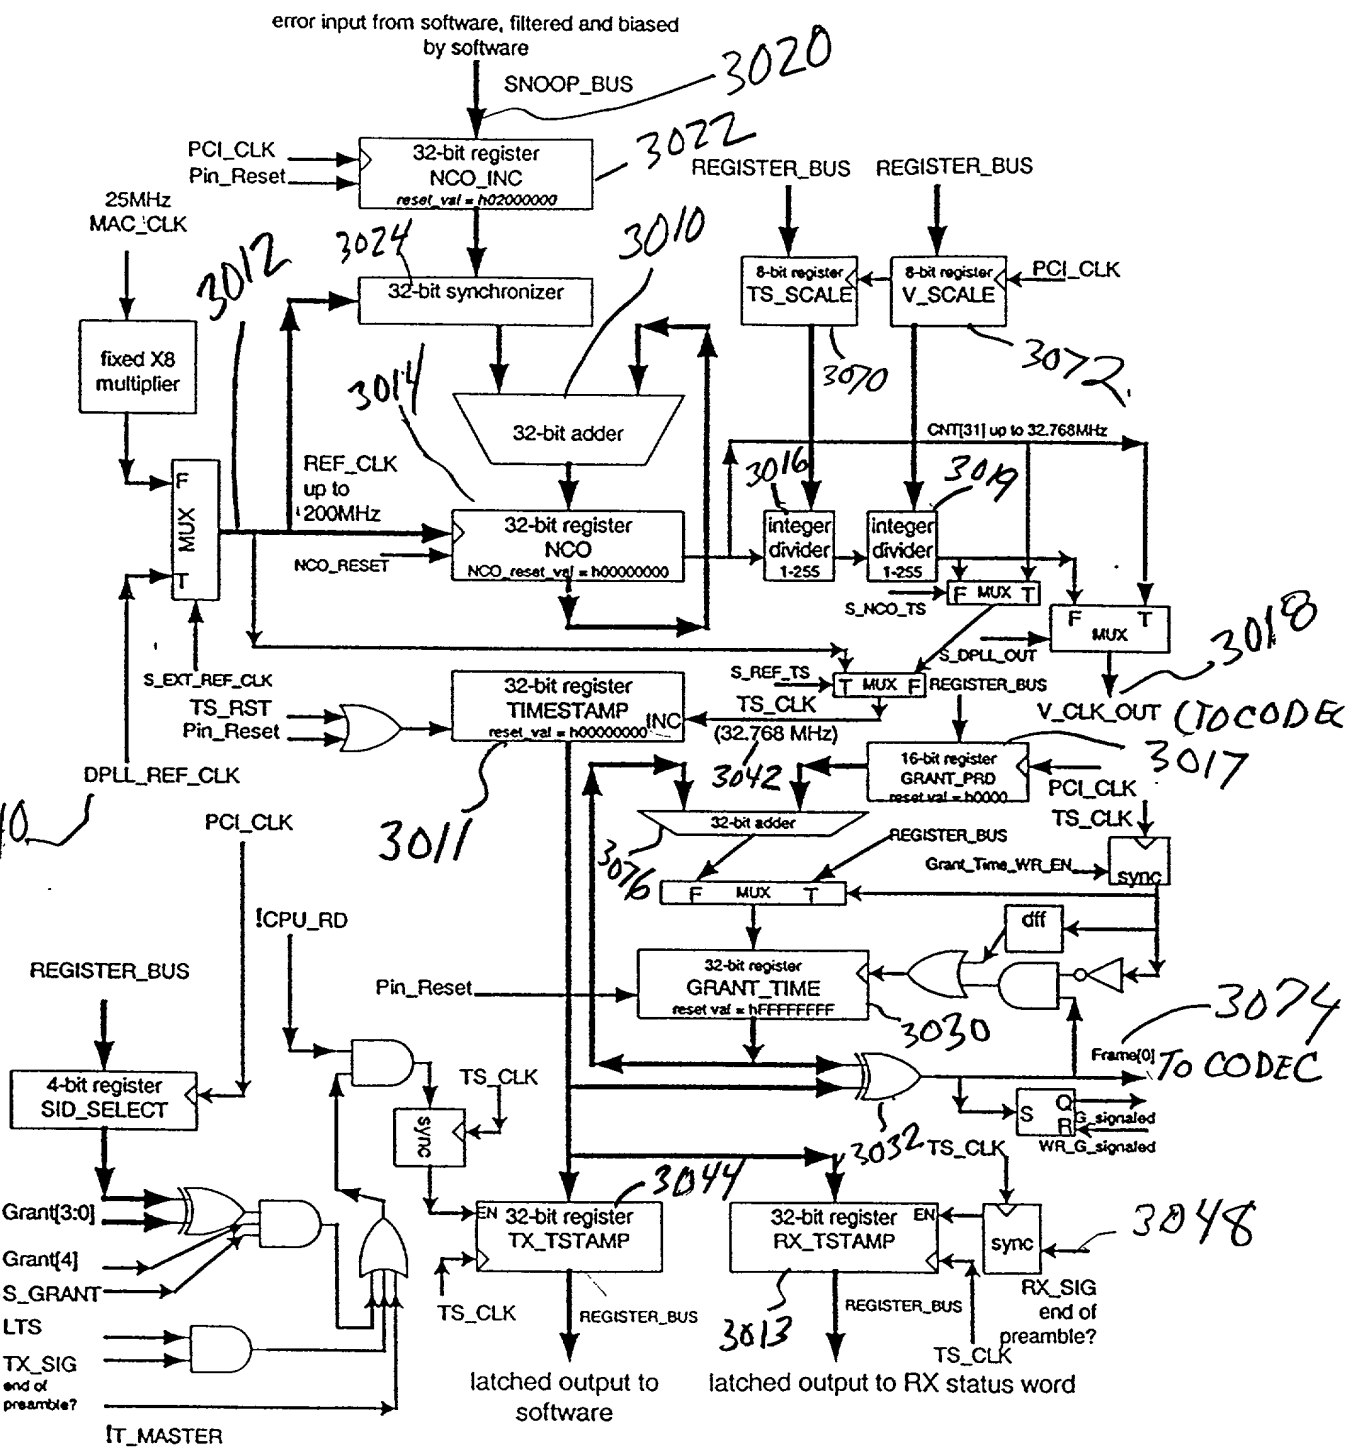 error input from software, filtered and biased
by software
SNOOP_BUS
3020
3022
PCI_CLK
Pin_Reset
32-bit register
NCO_INC
reset_val = h02000000
REGISTER_BUS
REGISTER_BUS
25MHz
MAC_CLK
3012
3024
3010
32-bit synchronizer
8-bit register
TS_SCALE
8-bit register
V_SCALE
PCI_CLK
3070
3072
fixed X8
multiplier
3014
32-bit adder
CNT[31] up to 32.768MHz
3016
3019
F
MUX
T
REF_CLK
up to
200MHz
NCO_RESET
32-bit register
NCO
NCO_reset_val = h00000000
integer
divider
1-255
integer
divider
1-255
S_NCO_TS
F MUX T
F T
MUX
S_DPLL_OUT
3018
S_EXT_REF_CLK
S_REF_TS
T MUX F
REGISTER_BUS
V_CLK_OUT
(TO CODEC
TS_RST
Pin_Reset
32-bit register
TIMESTAMP
INC
reset_val = h00000000
TS_CLK
(32.768 MHz)
3042
16-bit register
GRANT_PRD
reset val = h0000
3017
PCI_CLK
DPLL_REF_CLK
10
3011
PCI_CLK
TS_CLK
32-bit adder
3076
REGISTER_BUS
Grant_Time_WR_EN
sync
F MUX T
!CPU_RD
dff
REGISTER_BUS
Pin_Reset
32-bit register
GRANT_TIME
reset val = hFFFFFFFF
3030
3074
Frame[0]
TO CODEC
4-bit register
SID_SELECT
TS_CLK
sync
S Q
R
G_signaled
WR_G_signaled
3032
TS_CLK
3044
Grant[3:0]
Grant[4]
S_GRANT
LTS
TX_SIG
end of
preamble?
!T_MASTER
EN
32-bit register
TX_TSTAMP
TS_CLK
REGISTER_BUS
32-bit register
RX_TSTAMP
EN
sync
3048
3013
REGISTER_BUS
TS_CLK
RX_SIG
end of
preamble?
latched output to
software
latched output to RX status word